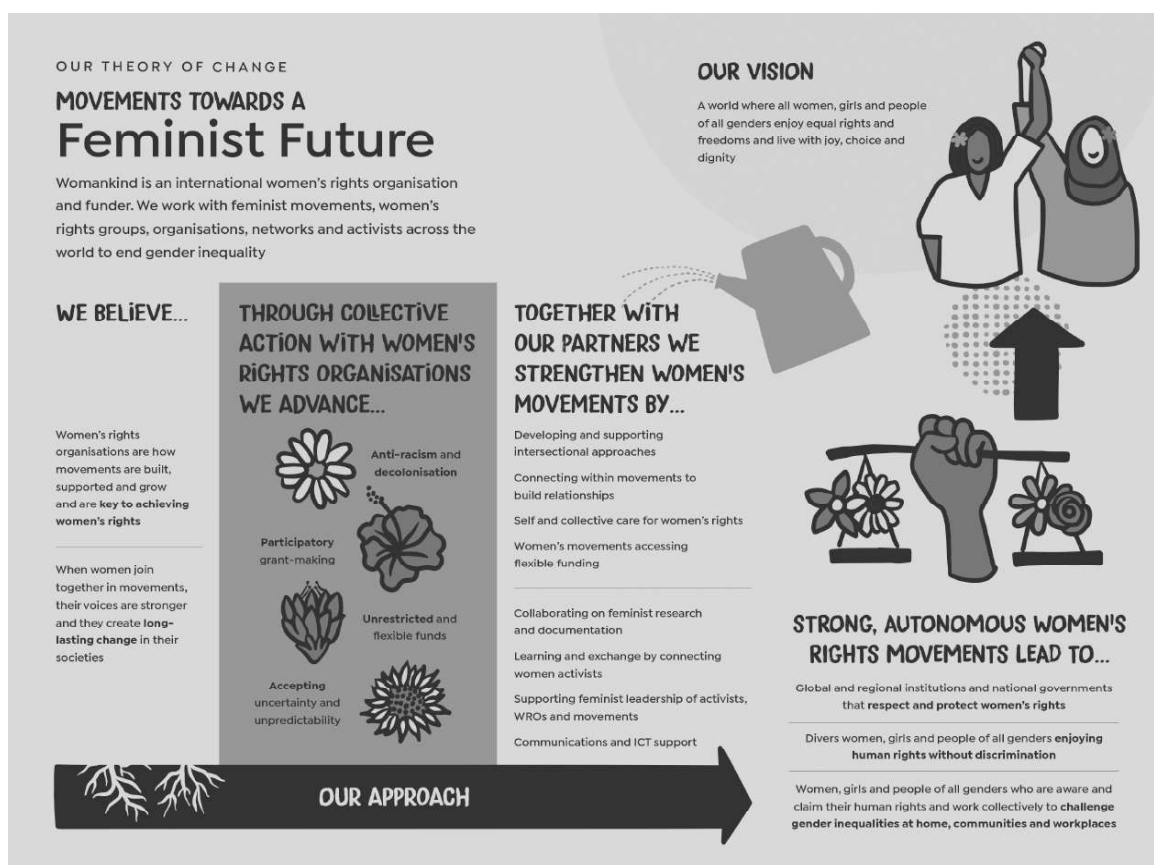 OUR THEORY OF CHANGE
MOVEMENTS TOWARDS A
Feminist Future
Womankind is an international women's rights organisation
and funder. We work with feminist movements, women's
rights groups, organisations, networks and activists across the
world to end gender inequality
OUR VISION
A world where all women, girls and people
of all genders enjoy equal rights and
freedoms and live with joy, choice and
dignity
WE BELIEVE...
Women's rights
organisations are how
movements are built,
supported and grow
and are key to achieving
women's rights
When women join
together in movements,
their voices are stronger
and they create long-
lasting change in their
societies
THROUGH COLLECTIVE
ACTION WITH WOMEN'S
RIGHTS ORGANISATIONS
WE ADVANCE...
Anti-racism and
decolonisation
Participatory
grant-making
Unrestricted and
flexible funds
Accepting
uncertainty and
unpredictability
TOGETHER WITH
OUR PARTNERS WE
STRENGTHEN WOMEN'S
MOVEMENTS BY...
Developing and supporting
intersectional approaches
Connecting within movements to
build relationships
Self and collective care for women's rights
Women's movements accessing
flexible funding
Collaborating on feminist research
and documentation
Learning and exchange by connecting
women activists
Supporting feminist leadership of activists,
WROs and movements
Communications and ICT support
OUR APPROACH
STRONG, AUTONOMOUS WOMEN'S
RIGHTS MOVEMENTS LEAD TO...
Global and regional institutions and national governments
that respect and protect women's rights
Divers women, girls and people of all genders enjoying
human rights without discrimination
Women, girls and people of all genders who are aware and
claim their human rights and work collectively to challenge
gender inequalities at home, communities and workplaces